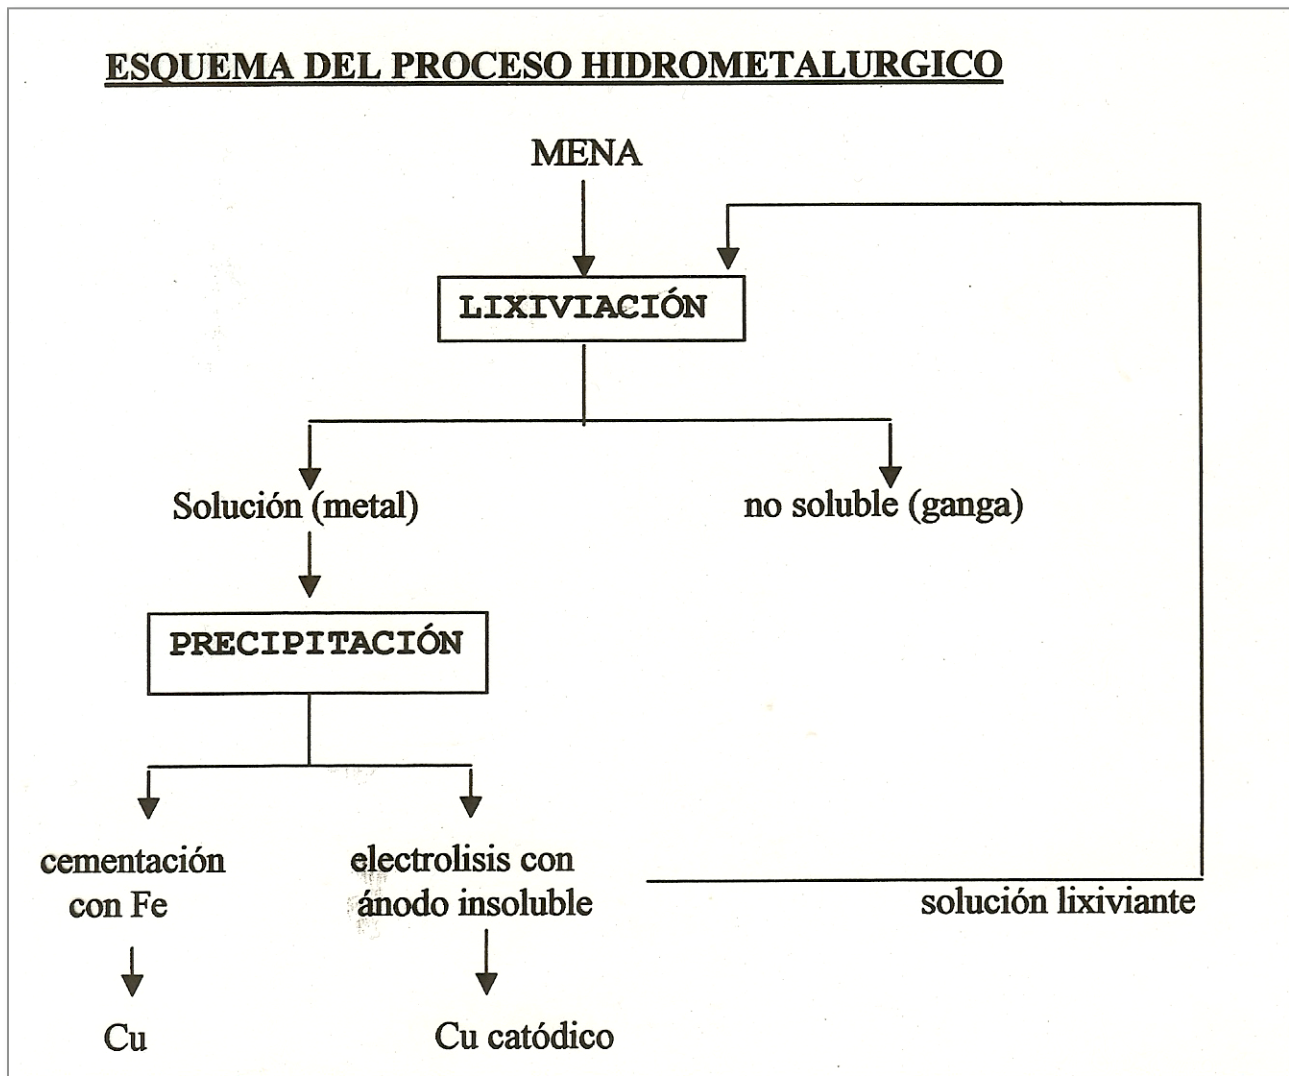 ESQUEMA DEL PROCESO HIDROMETALURGICO
MENA
LIXIVIACIÓN
Solución (metal)
no soluble (ganga)
PRECIPITACIÓN
cementación
con Fe
electrolisis con
ánodo insoluble
solución lixiviante
Cu
Cu catódico